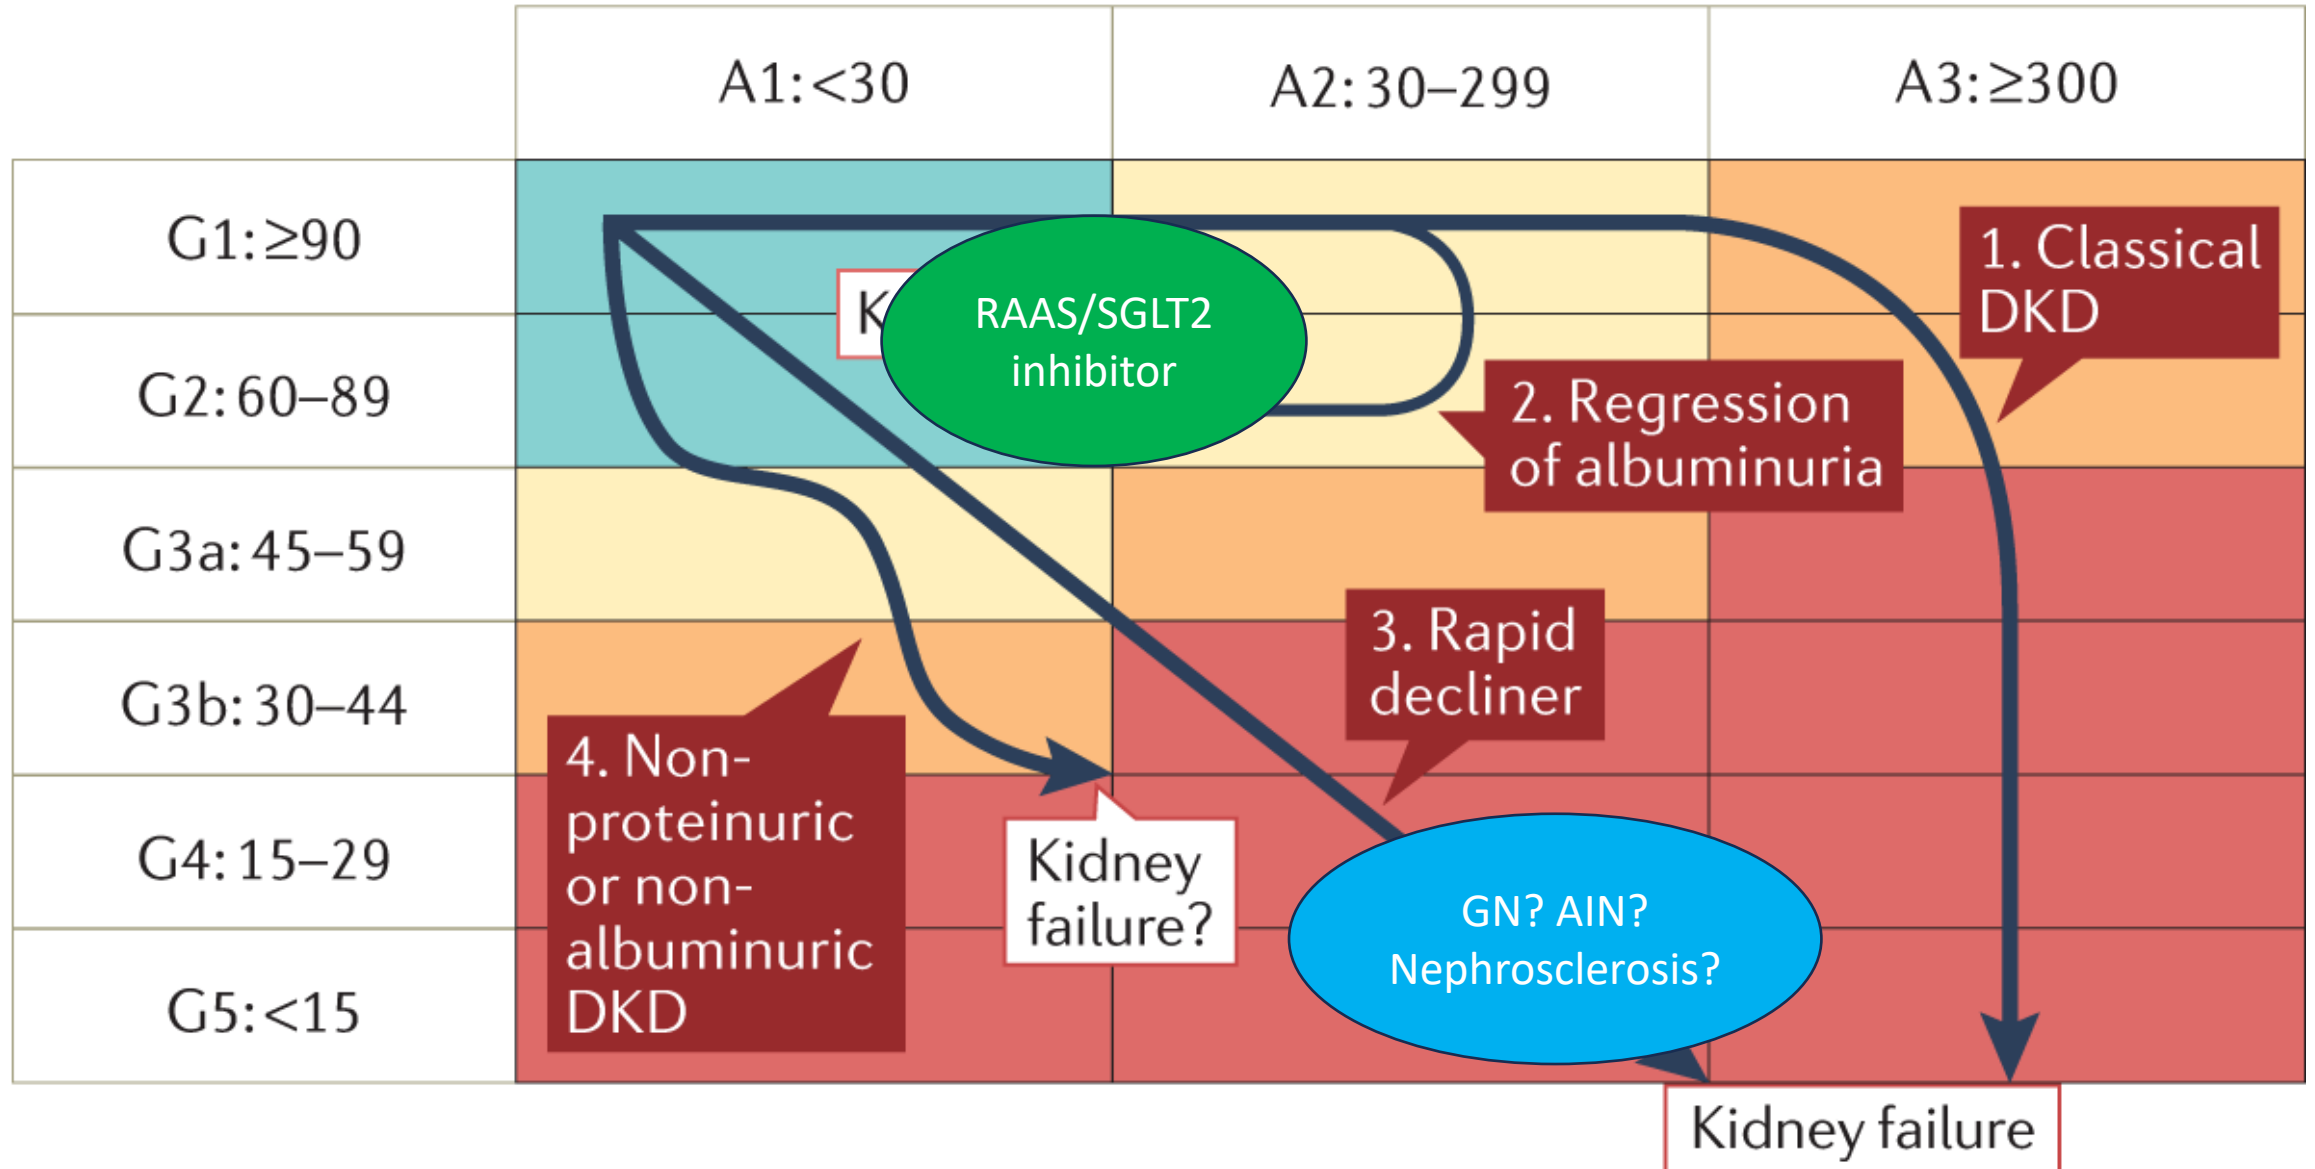 A1: <30
A2: 30–299
A3: ≥300
G1: ≥90
G2: 60–89
G3a: 45–59
G3b: 30–44
G4: 15–29
G5: <15
K
RAAS/SGLT2
inhibitor
1. Classical
DKD
2. Regression
of albuminuria
3. Rapid
decliner
4. Non-
proteinuric
or non-
albuminuric
DKD
Kidney
failure?
GN? AIN?
Nephrosclerosis?
Kidney failure